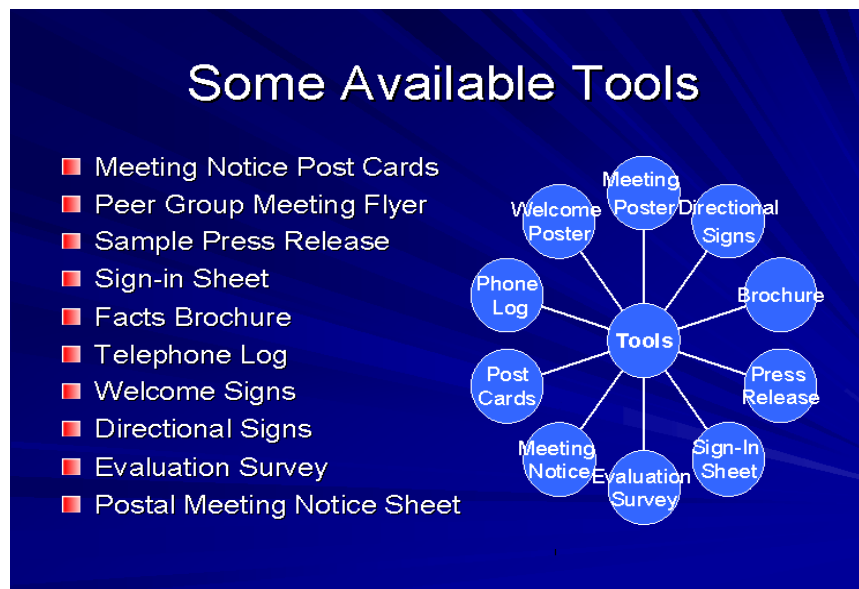 Some Available Tools
Meeting Notice Post Cards
Peer Group Meeting Flyer
Sample Press Release
Sign-in Sheet
Facts Brochure
Telephone Log
Welcome Signs
Directional Signs
Evaluation Survey
Postal Meeting Notice Sheet
Meeting
Poster
Directional
Signs
Brochure
Press
Release
Sign-In
Sheet
Evaluation
Survey
Meeting
Notice
Post
Cards
Phone
Log
Welcome
Poster
Tools